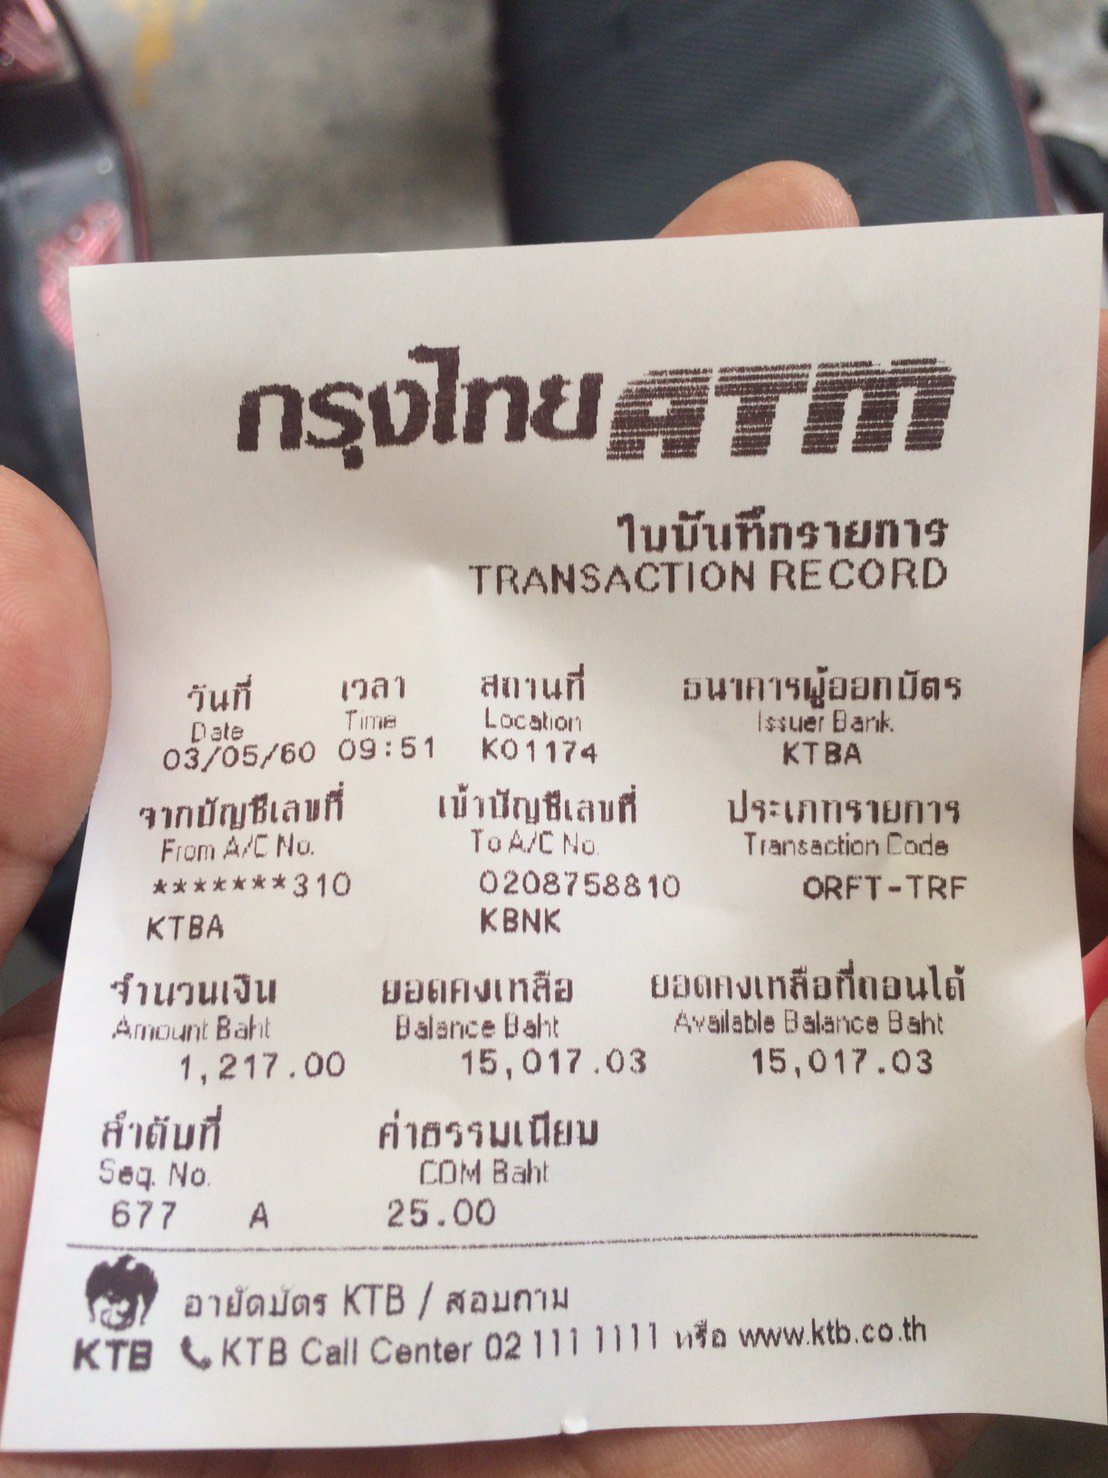 กรุงไทย ATM
ใบบันทึกรายการ
TRANSACTION RECORD
วันที่ เวลา สถานที่ ธนาคารผู้ออกบัตร
Date Time Location Issuer Bank
03/05/60 09:51 K01174 KTBA
จากบัญชีเลขที่ เข้าบัญชีเลขที่ ประเภทรายการ
From A/C No. To A/C No. Transaction Code
*******310 0208758810 ORFT-TRF
KTBA KBNK
จำนวนเงิน ยอดคงเหลือ ยอดคงเหลือที่ถอนได้
Amount Baht Balance Baht Available Balance Baht
1,217.00 15,017.03 15,017.03
ลำดับที่ ค่าธรรมเนียม
Seq. No. COM Baht
677 A 25.00
อายัดบัตร KTB / สอบถาม
KTB KTB Call Center 02 111 1111 หรือ www.ktb.co.th